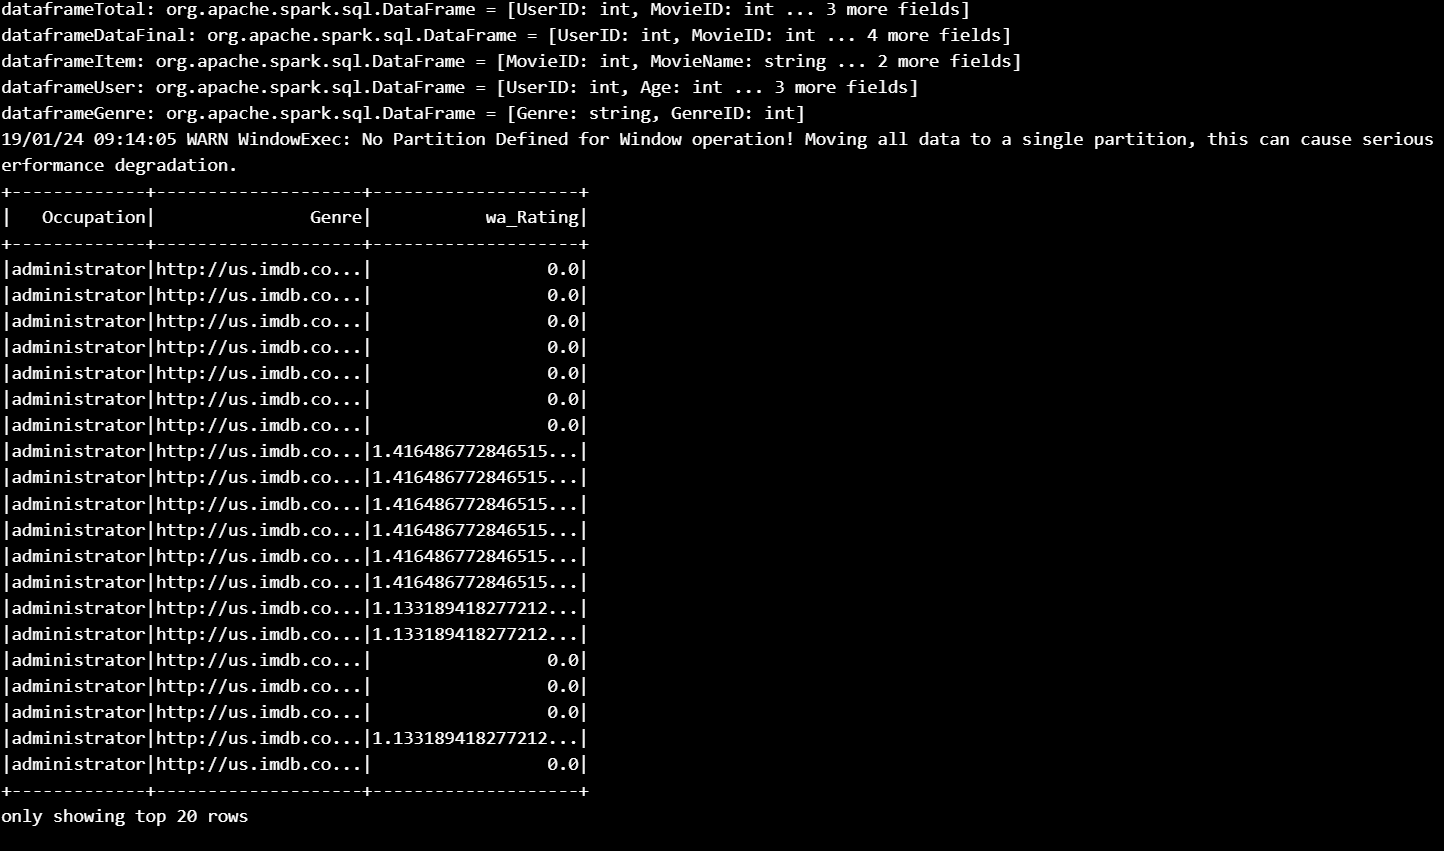 dataframeTotal: org.apache.spark.sql.DataFrame = [UserID: int, MovieID: int ... 3 more fields]
dataframeDataFinal: org.apache.spark.sql.DataFrame = [UserID: int, MovieID: int ... 4 more fields]
dataframeItem: org.apache.spark.sql.DataFrame = [MovieID: int, MovieName: string ... 2 more fields]
dataframeUser: org.apache.spark.sql.DataFrame = [UserID: int, Age: int ... 3 more fields]
dataframeGenre: org.apache.spark.sql.DataFrame = [Genre: string, GenreID: int]
19/01/24 09:14:05 WARN WindowExec: No Partition Defined for Window operation! Moving all data to a single partition, this can cause serious
erformance degradation.
+-------------+--------------------+--------------------+
|   Occupation|               Genre|           wa_Rating|
+-------------+--------------------+--------------------+
|administrator|http://us.imdb.co...|                 0.0|
|administrator|http://us.imdb.co...|                 0.0|
|administrator|http://us.imdb.co...|                 0.0|
|administrator|http://us.imdb.co...|                 0.0|
|administrator|http://us.imdb.co...|                 0.0|
|administrator|http://us.imdb.co...|                 0.0|
|administrator|http://us.imdb.co...|                 0.0|
|administrator|http://us.imdb.co...|1.416486772846515...|
|administrator|http://us.imdb.co...|1.416486772846515...|
|administrator|http://us.imdb.co...|1.416486772846515...|
|administrator|http://us.imdb.co...|1.416486772846515...|
|administrator|http://us.imdb.co...|1.416486772846515...|
|administrator|http://us.imdb.co...|1.416486772846515...|
|administrator|http://us.imdb.co...|1.133189418277212...|
|administrator|http://us.imdb.co...|1.133189418277212...|
|administrator|http://us.imdb.co...|                 0.0|
|administrator|http://us.imdb.co...|                 0.0|
|administrator|http://us.imdb.co...|                 0.0|
|administrator|http://us.imdb.co...|1.133189418277212...|
|administrator|http://us.imdb.co...|                 0.0|
+-------------+--------------------+--------------------+
only showing top 20 rows